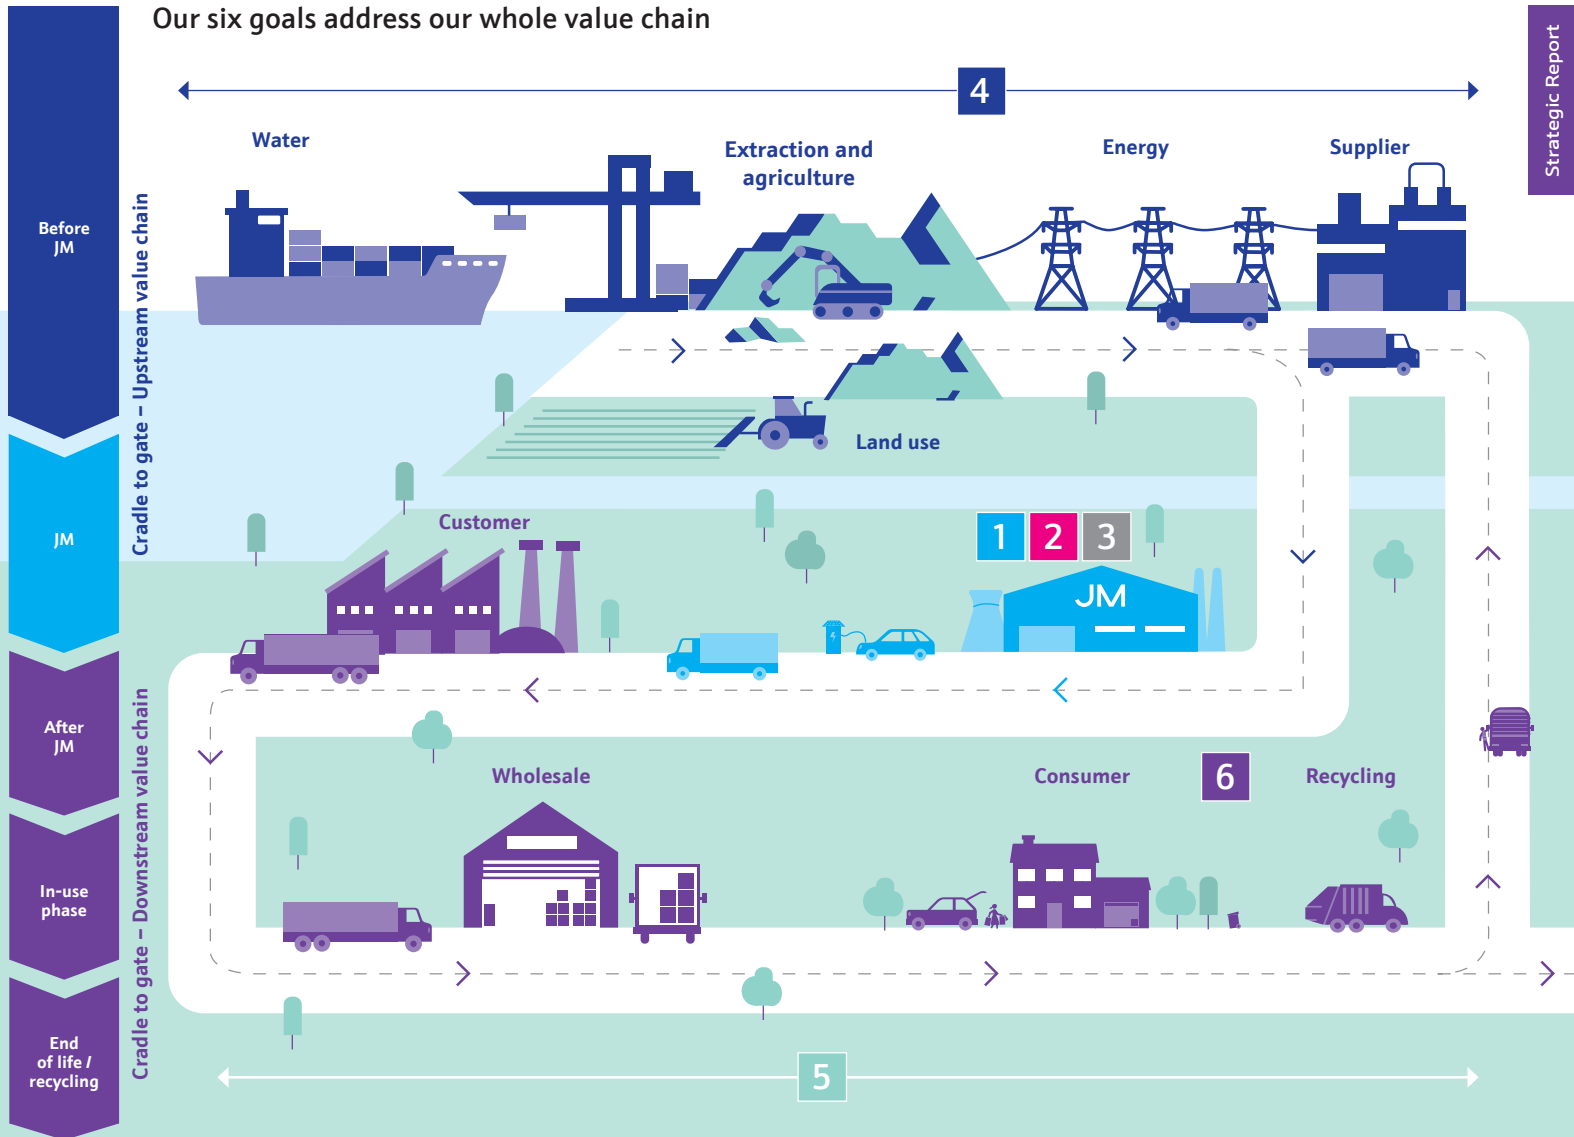 Our six goals address our whole value chain
Strategic Report
4
Water
Extraction and
agriculture
Energy
Supplier
Before
JM
Cradle to gate – Upstream value chain
Land use
JM
Customer
1 2 3
JM
After
JM
Cradle to gate – Downstream value chain
Wholesale
Consumer
6
Recycling
In-use
phase
End
of life /
recycling
5